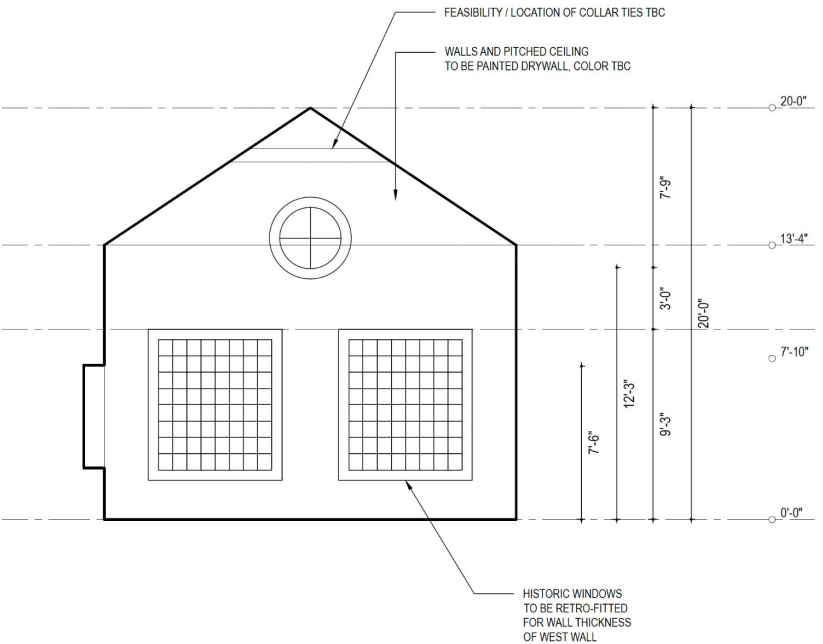 FEASIBILITY / LOCATION OF COLLAR TIES TBC
WALLS AND PITCHED CEILING
TO BE PAINTED DRYWALL, COLOR TBC
20-0"
7'-9"
13'-4"
3'-0"
20'-0"
7'-10"
12'-3"
9'-3"
7'-6"
0'-0"
HISTORIC WINDOWS
TO BE RETRO-FITTED
FOR WALL THICKNESS
OF WEST WALL